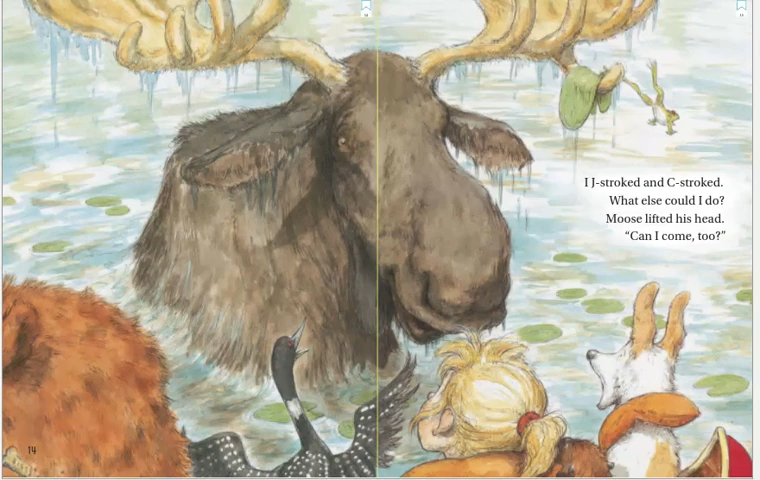 I J-stroked and C-stroked.
What else could I do?
Moose lifted his head.
“Can I come, too?”
14